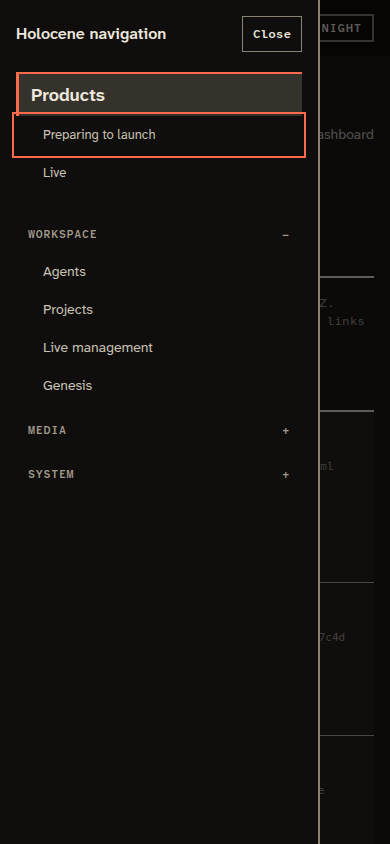 Holocene navigation
Close
NIGHT
Products
Preparing to launch
Live
WORKSPACE −
Agents
Projects
Live management
Genesis
MEDIA +
SYSTEM +
ashboard
Z.
links
ml
7c4d
e